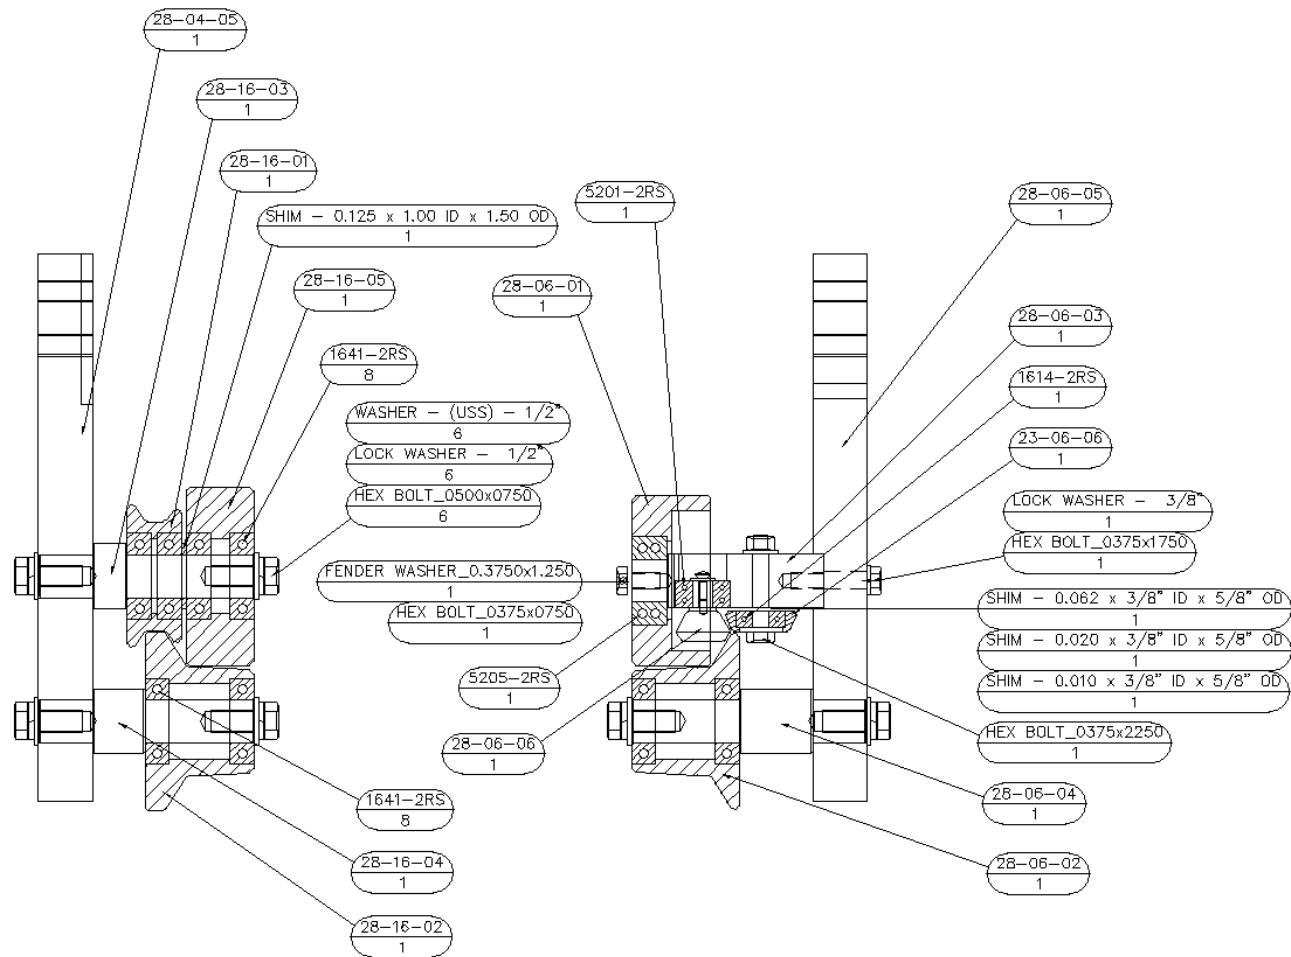 28-04-05
1
28-16-03
1
28-16-01
1
SHIM - 0.125 x 1.00 ID x 1.50 OD
1
28-16-05
1
1641-2RS
8
WASHER - (USS) - 1/2"
6
LOCK WASHER - 1/2"
6
HEX BOLT_0500x0750
6
FENDER WASHER_0.3750x1.250
1
HEX BOLT_0375x0750
1
5205-2RS
1
28-06-06
1
1641-2RS
8
28-16-04
1
28-16-02
1
5201-2RS
1
28-06-01
1
28-06-05
1
28-06-03
1
1614-2RS
1
23-06-06
1
LOCK WASHER - 3/8"
1
HEX BOLT_0375x1750
1
SHIM - 0.062 x 3/8" ID x 5/8" OD
1
SHIM - 0.020 x 3/8" ID x 5/8" OD
1
SHIM - 0.010 x 3/8" ID x 5/8" OD
1
HEX BOLT_0375x2250
1
28-06-04
1
28-06-02
1